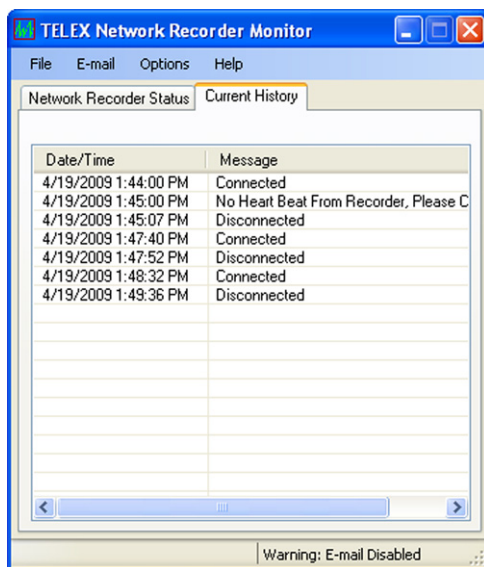 TELEX Network Recorder Monitor
File E-mail Options Help
Network Recorder Status Current History
Date/Time Message
4/19/2009 1:44:00 PM Connected
4/19/2009 1:45:00 PM No Heart Beat From Recorder, Please C
4/19/2009 1:45:07 PM Disconnected
4/19/2009 1:47:40 PM Connected
4/19/2009 1:47:52 PM Disconnected
4/19/2009 1:48:32 PM Connected
4/19/2009 1:49:36 PM Disconnected
Warning: E-mail Disabled